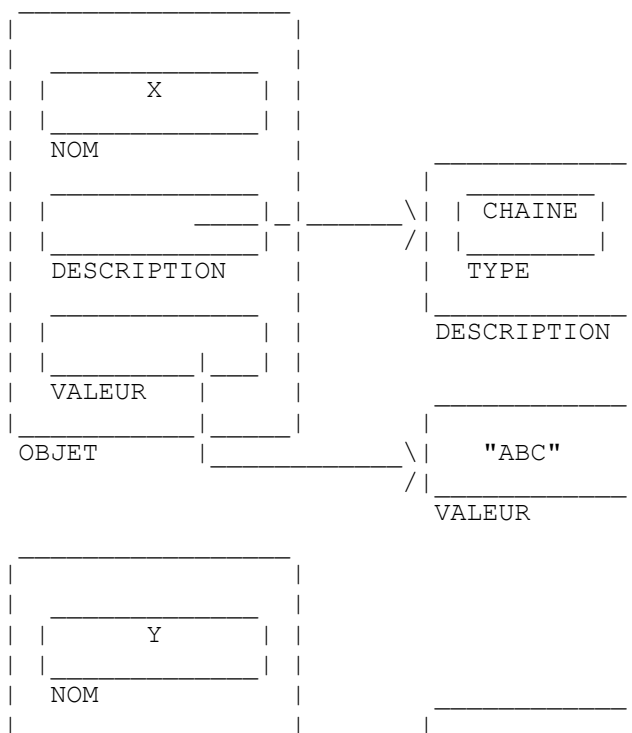 X
NOM
CHAINE
DESCRIPTION TYPE
DESCRIPTION
VALEUR
OBJET "ABC"
VALEUR
Y
NOM